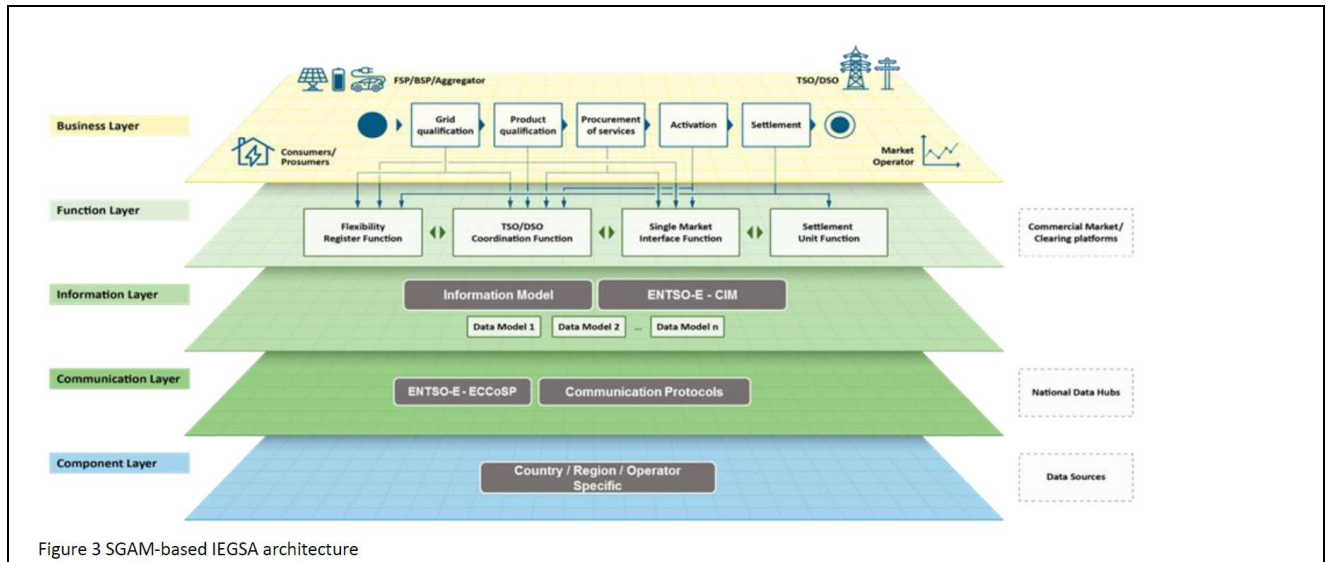 FSP/BSP/Aggregator
TSO/DSO
Business Layer
Grid
qualification
Product
qualification
Procurement
of services
Activation
Settlement
Consumers/
Prosumers
Market
Operator
Function Layer
Flexibility
Register Function
TSO/DSO
Coordination Function
Single Market
Interface Function
Settlement
Unit Function
Commercial Market/
Clearing platforms
Information Layer
Information Model
ENTSO-E - CIM
Data Model 1
Data Model 2
...
Data Model n
Communication Layer
ENTSO-E - ECCoSP
Communication Protocols
National Data Hubs
Component Layer
Country / Region / Operator
Specific
Data Sources
Figure 3 SGAM-based IEGSA architecture